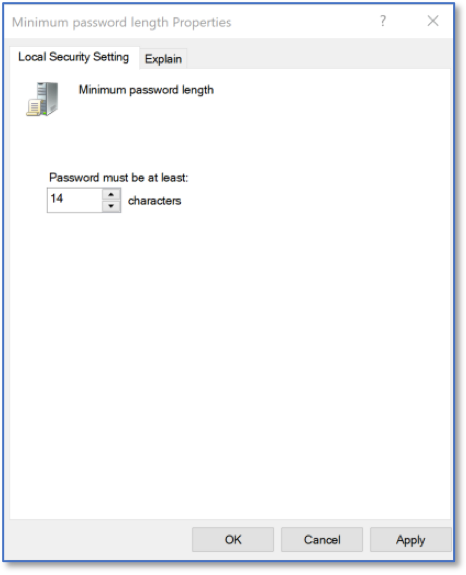 Minimum password length Properties
Local Security Setting
Explain
Minimum password length
Password must be at least:
14 characters
OK
Cancel
Apply